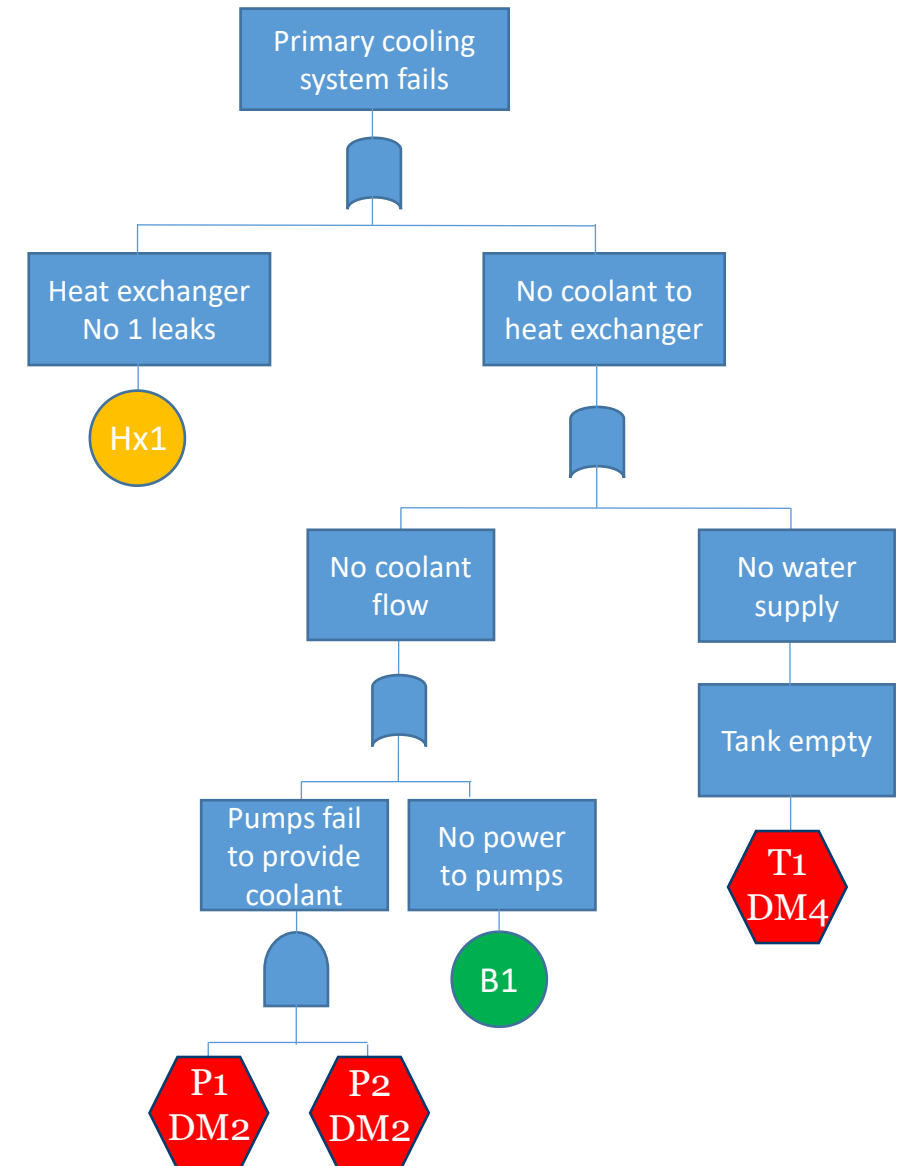 Primary cooling
system fails
Heat exchanger
No 1 leaks
No coolant to
heat exchanger
Hx1
No coolant
flow
No water
supply
Tank empty
Pumps fail
to provide
coolant
No power
to pumps
T1
DM4
B1
P1
DM2
P2
DM2